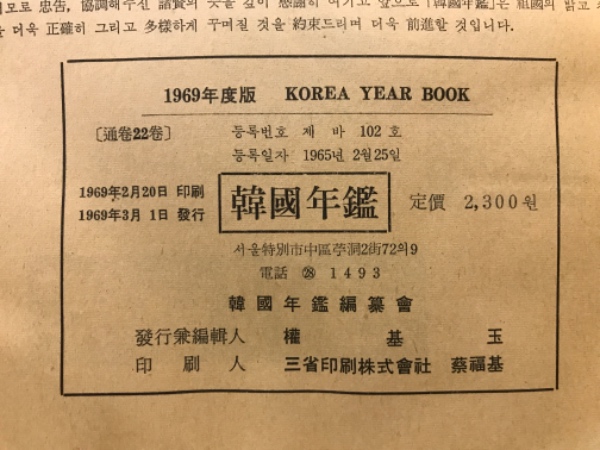 모로 忠告, 協調해주신 諸賢의 뜻을 깊이 感謝히 여기고 앞으로 「韓國年鑑」은 祖國의 밝고
을 더욱 正確히 그리고 多樣하게 꾸며질 것을 約束드리며 더욱 前進할 것입니다.
1969年度版 KOREA YEAR BOOK
〔通卷22卷〕 등록번호 제 바 102 호
등록일자 1965년 2월25일
1969年2月20日 印刷
1969年3月 1日 發行
韓國年鑑
定價 2,300원
서울特別市中區苧洞2街72의9
電話 ㉘ 1493
韓國年鑑編纂會
發行兼編輯人 權基玉
印刷人 三省印刷株式會社 蔡福基